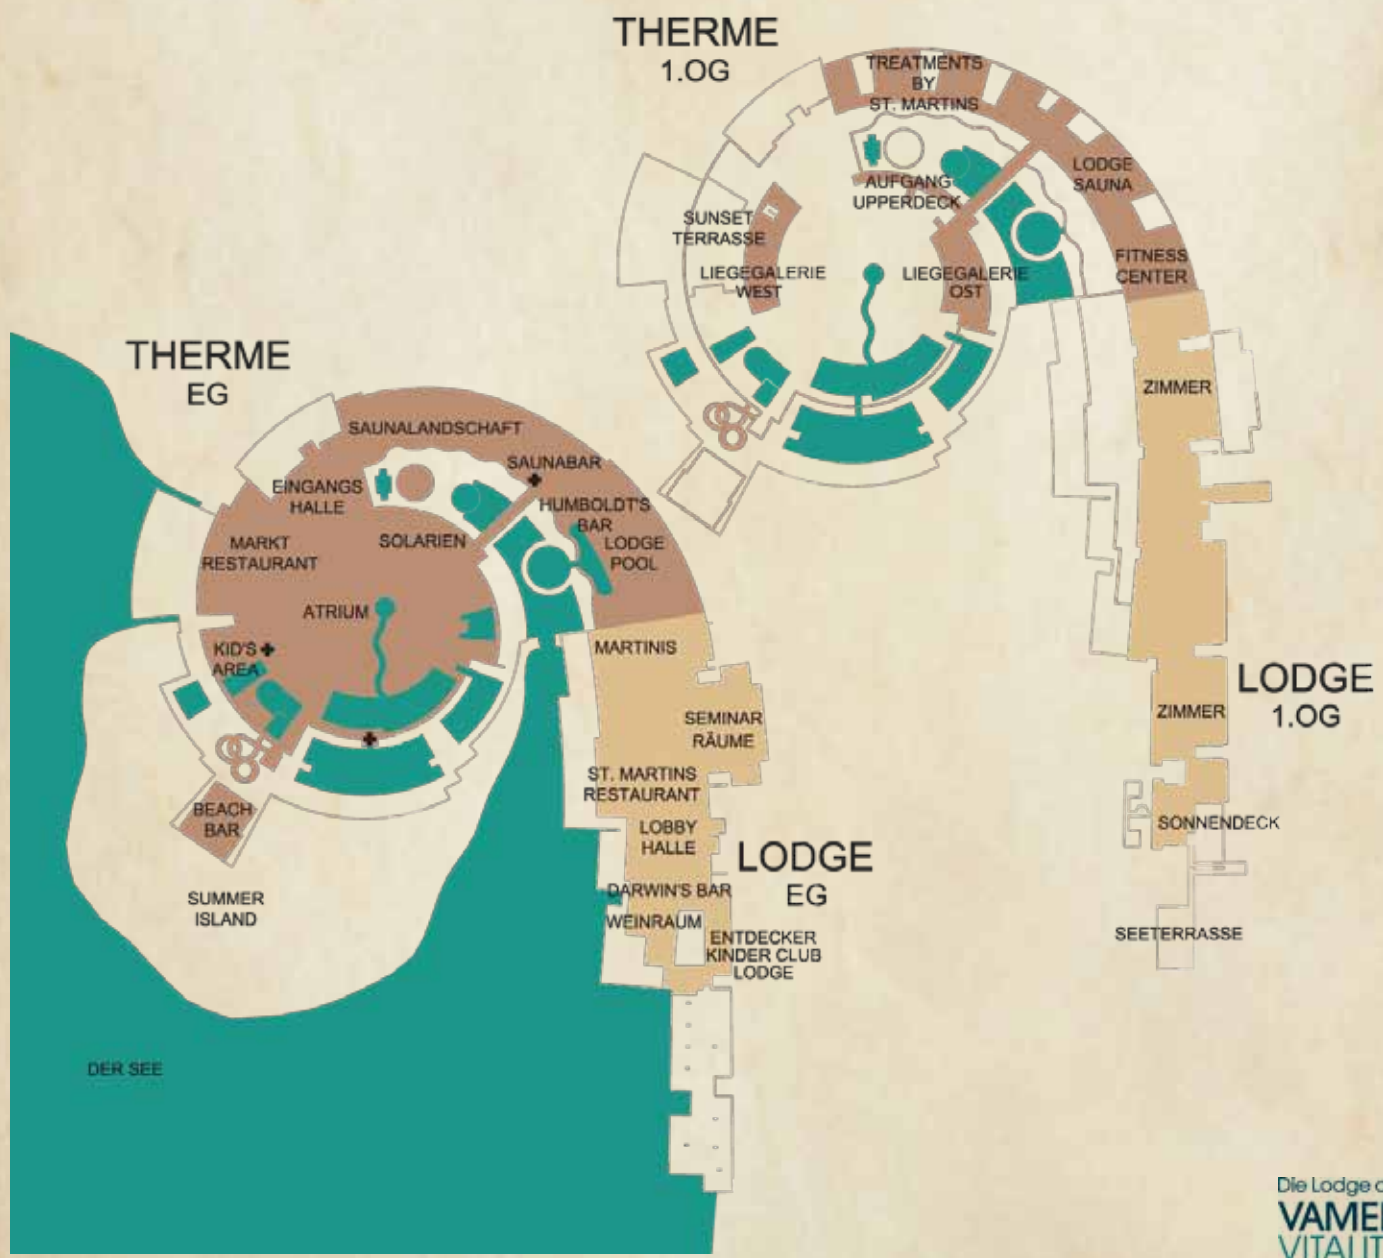 THERME
1.OG
TREATMENTS
BY
ST. MARTINS
LODGE
SAUNA
AUFGANG
UPPERDECK
SUNSET
TERRASSE
LIEGEGALERIE
WEST
LIEGEGALERIE
OST
FITNESS
CENTER
ZIMMER
ZIMMER
LODGE
1.OG
SONNENDECK
SEETERRASSE
THERME
EG
SAUNALANDSCHAFT
SAUNABAR
EINGANGS
HALLE
HUMBOLDT'S
BAR
MARKT
RESTAURANT
SOLARIEN
LODGE
POOL
ATRIUM
KID'S
AREA
MARTINIS
SEMINAR
RÄUME
ST. MARTINS
RESTAURANT
BEACH
BAR
LOBBY
HALLE
LODGE
EG
SUMMER
ISLAND
DARWIN'S BAR
WEINRAUM
ENTDECKER
KINDER CLUB
LODGE
DER SEE
Die Lodge